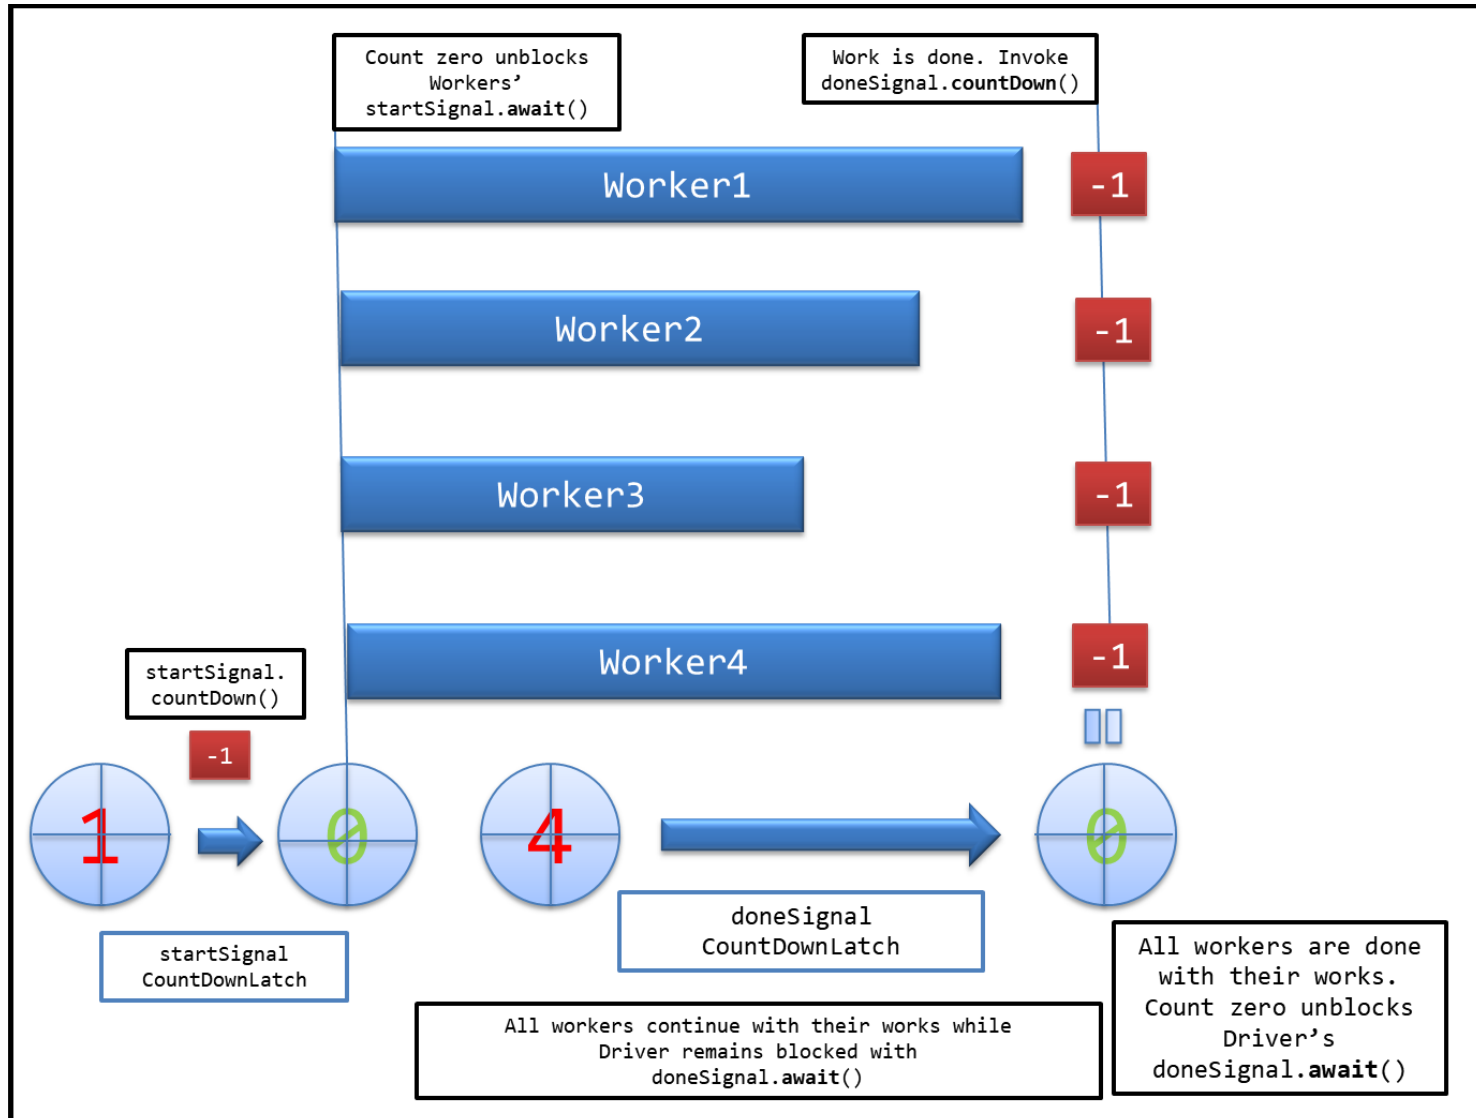 Count zero unblocks
Workers’
startSignal.await()
Work is done. Invoke
doneSignal.countDown()
Worker1
-1
Worker2
-1
Worker3
-1
Worker4
-1
startSignal.
countDown()
-1
1
0
4
0
startSignal
CountDownLatch
doneSignal
CountDownLatch
All workers continue with their works while
Driver remains blocked with
doneSignal.await()
All workers are done
with their works.
Count zero unblocks
Driver’s
doneSignal.await()